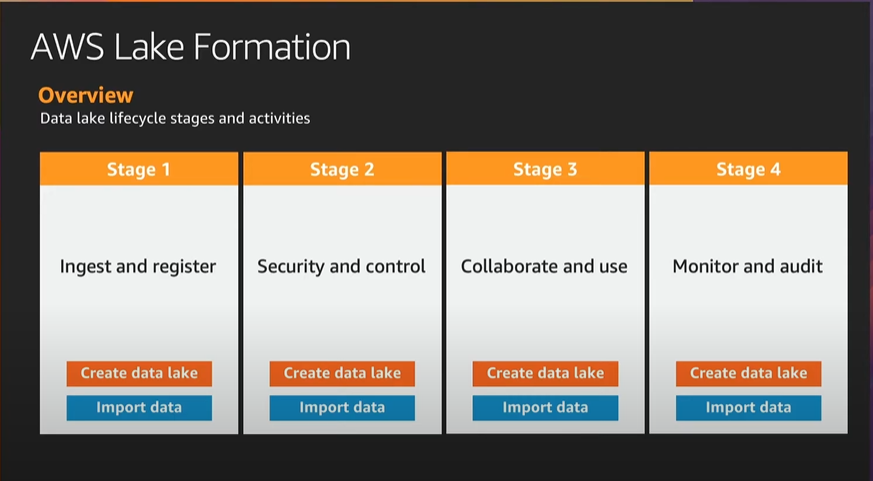 AWS Lake Formation
Overview
Data lake lifecycle stages and activities
Stage 1
Ingest and register
Create data lake
Import data
Stage 2
Security and control
Create data lake
Import data
Stage 3
Collaborate and use
Create data lake
Import data
Stage 4
Monitor and audit
Create data lake
Import data